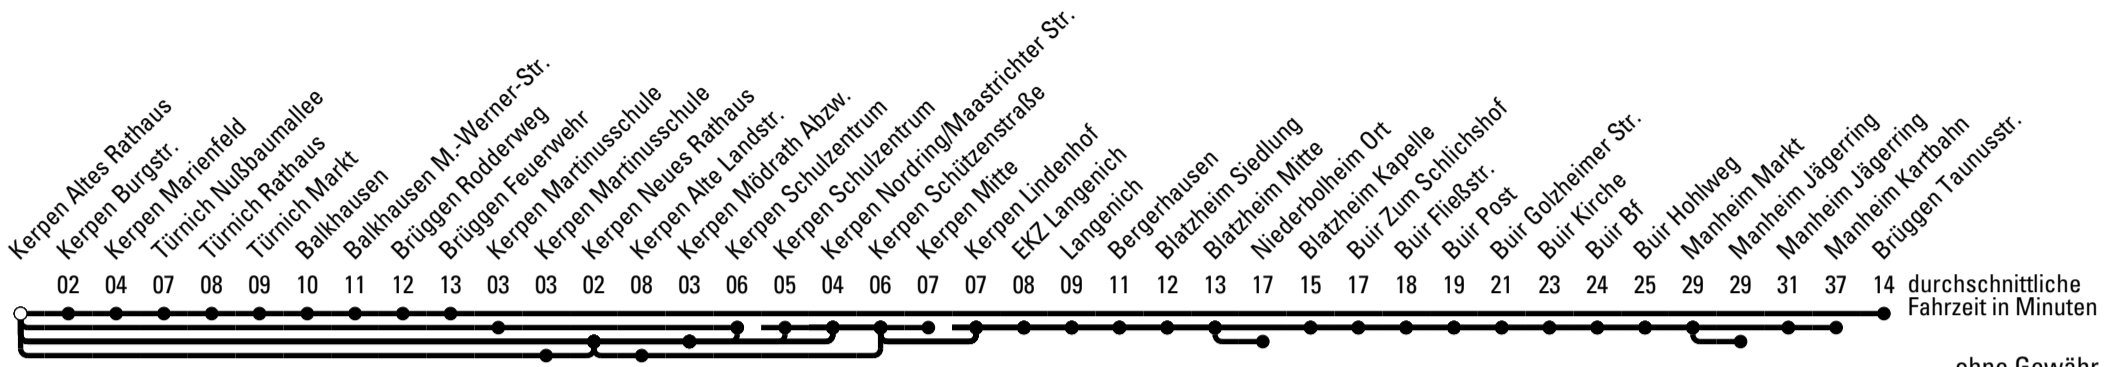 Kerpen Altes Rathaus
Kerpen Burgstr.
Kerpen Marienfeld
Türnich Nußbaumallee
Türnich Rathaus
Türnich Markt
Balkhausen
Balkhausen M.-Werner-Str.
Brüggen Rodderweg
Brüggen Feuerwehr
Kerpen Martinusschule
Kerpen Martinusschule
Kerpen Neues Rathaus
Kerpen Alte Landstr.
Kerpen Mödrath Abzw.
Kerpen Schulzentrum
Kerpen Schulzentrum
Kerpen Nordring/Maastrichter Str.
Kerpen Schützenstraße
Kerpen Mitte
Kerpen Lindenhof
EKZ Langenich
Langenich
Bergerhausen
Blatzheim Siedlung
Blatzheim Mitte
Niederbolheim Ort
Blatzheim Kapelle
Buir Zum Schlichshof
Buir Fließstr.
Buir Post
Buir Golzheimer Str.
Buir Kirche
Buir Bf
Buir Hohlweg
Manheim Markt
Manheim Jägerring
Manheim Jägerring
Manheim Kartbahn
Brüggen Taunusstr.
02 04 07 08 09 10 11 12 13 03 03 02 08 03 06 05 04 06 07 07 08 09 11 12 13 17 15 17 18 19 21 23 24 25 29 29 31 37 14 durchschnittliche
Fahrzeit in Minuten
ohne Gewähr